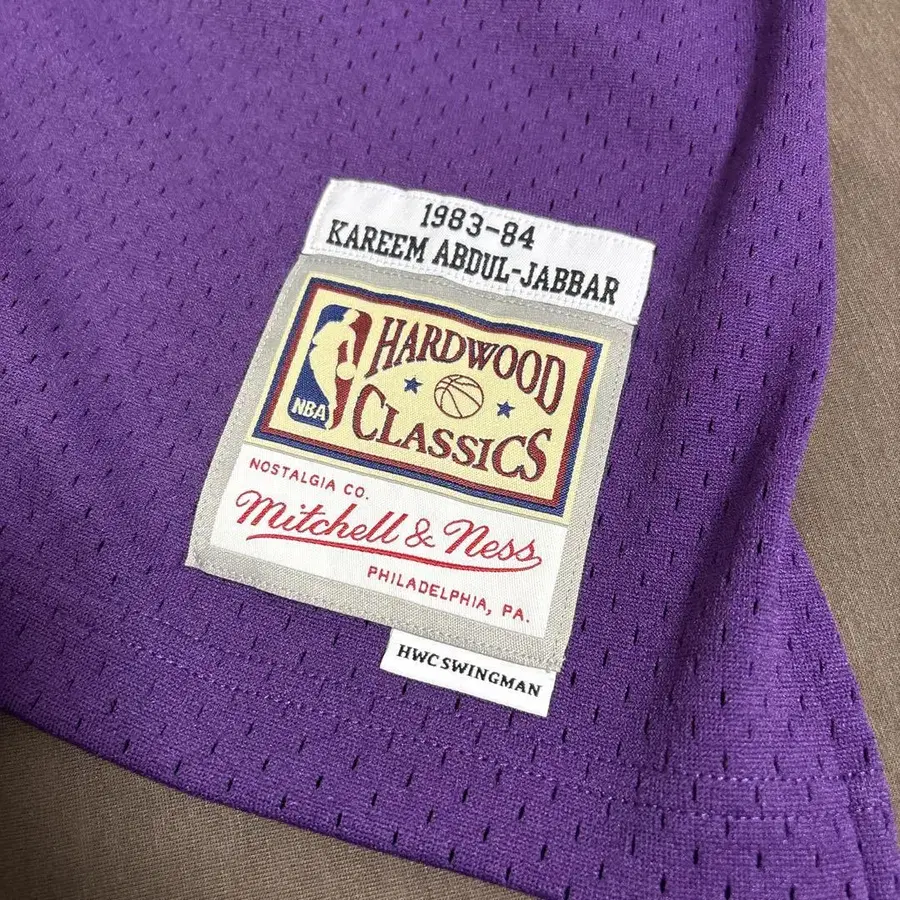 1983-84
KAREEM ABDUL-JABBAR
HARDWOOD
NBA
CLASSICS
NOSTALGIA CO.
Mitchell & Ness
PHILADELPHIA, PA.
HWC SWINGMAN